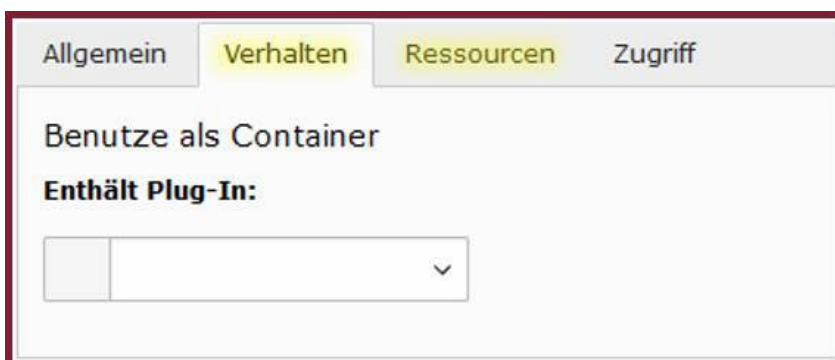 Allgemein Verhalten Ressourcen Zugriff
Benutze als Container
Enthält Plug-In: